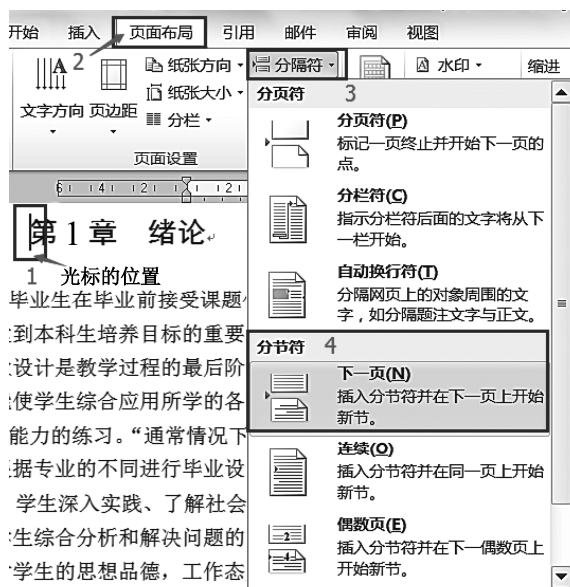 开始 插入 页面布局 引用 邮件 审阅 视图
2
A 纸张方向 分隔符 水印 缩进
纸张大小
文字方向 页边距 分栏
页面设置
分页符 3
分页符(P)
标记一页终止并开始下一页的
点。
分栏符(C)
指示分栏符后面的文字将从下
一栏开始。
自动换行符(T)
分隔网页上的对象周围的文
字，如分隔题注文字与正文。
分节符 4
下一页(N)
插入分节符并在下一页上开始
新节。
连续(O)
插入分节符并在同一页上开始
新节。
偶数页(E)
插入分节符并在下一偶数页上
开始新节。
6 4 2 2
第 1 章 绪论
1 光标的位置
毕业生在毕业前接受课题
到本科生培养目标的重要
设计是教学过程的最后阶
使学生综合应用所学的各
能力的练习。“通常情况下
据专业的不同进行毕业设
学生深入实践、了解社会
生综合分析和解决问题的
学生的思想品德，工作态